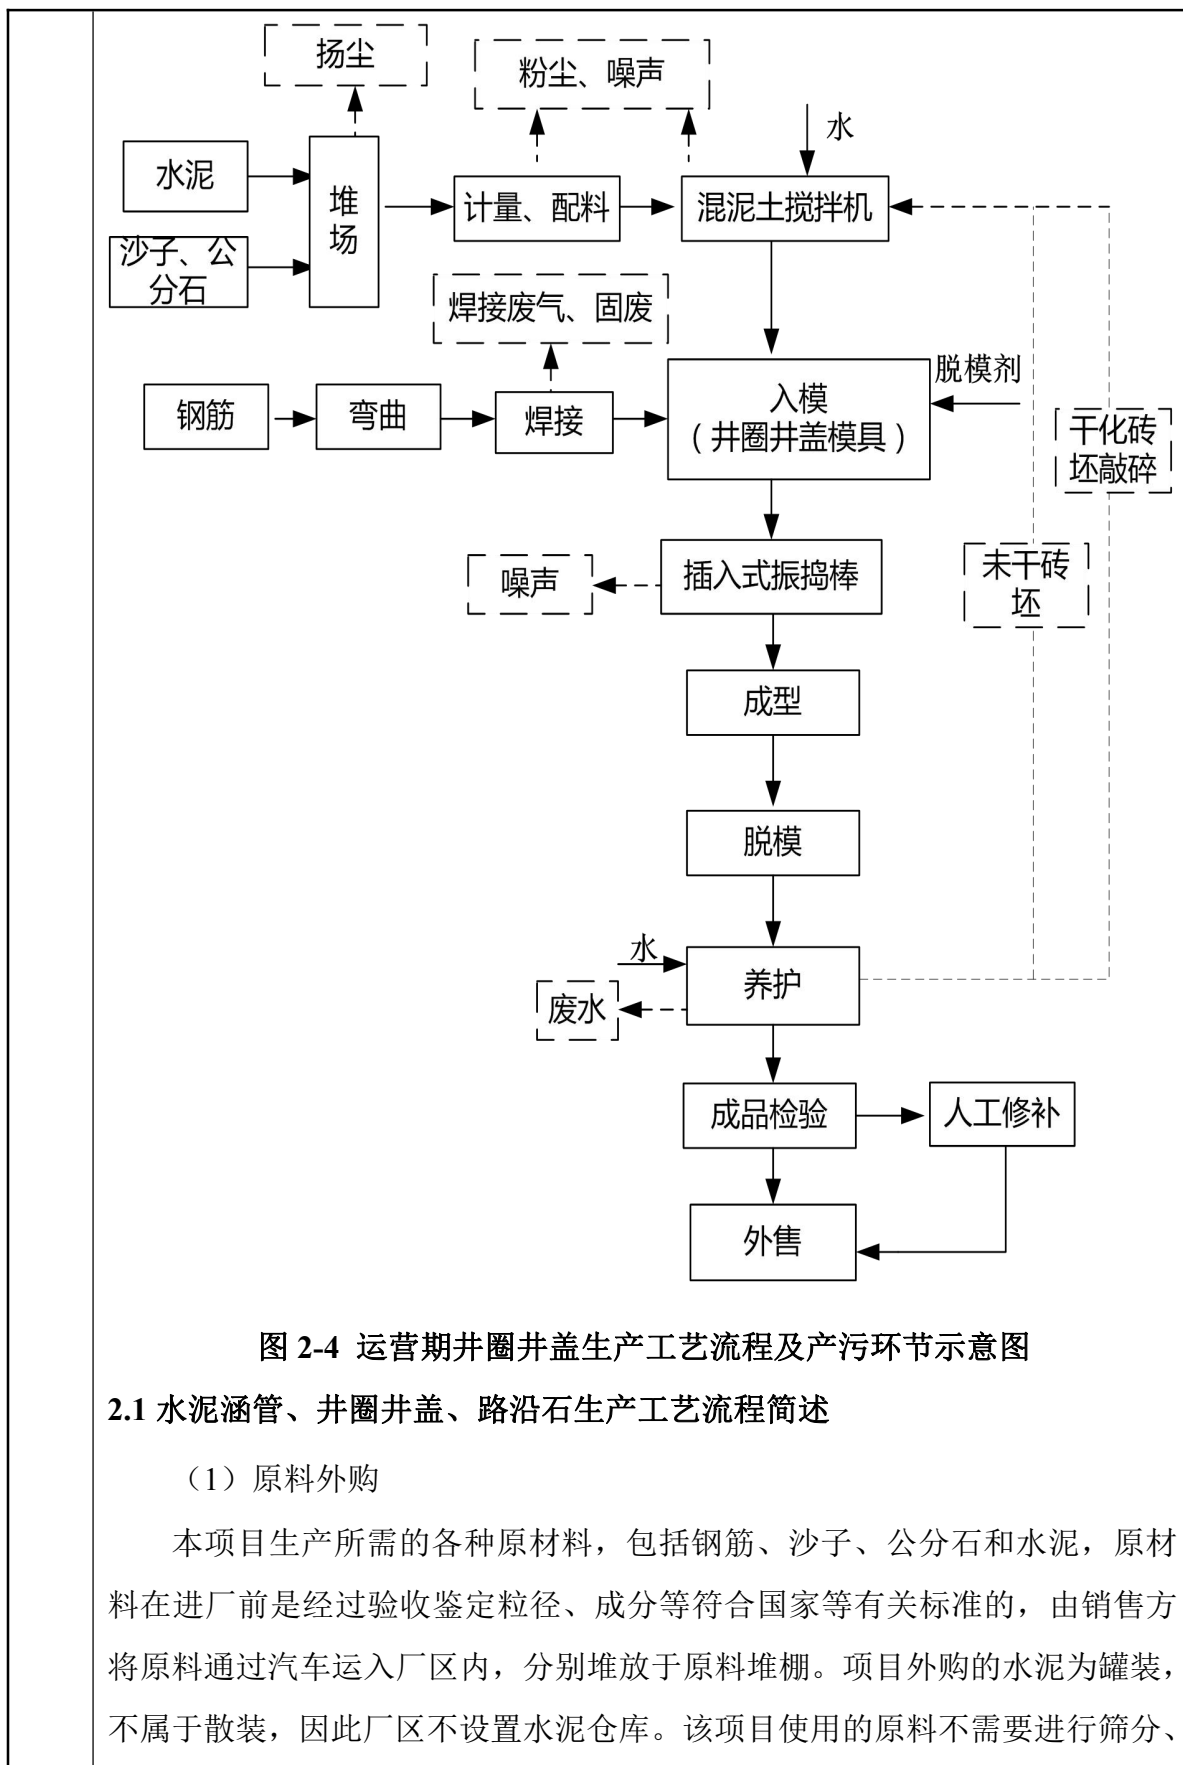 扬尘
粉尘、噪声
水
水泥
堆
场
计量、配料
混泥土搅拌机
沙子、公
分石
焊接废气、固废
脱模剂
钢筋
弯曲
焊接
入模
（井圈井盖模具）
干化砖
坯敲碎
噪声
插入式振捣棒
未干砖
坯
成型
脱模
水
养护
废水
成品检验
人工修补
外售
图 2-4 运营期井圈井盖生产工艺流程及产污环节示意图
2.1 水泥涵管、井圈井盖、路沿石生产工艺流程简述
（1）原料外购
本项目生产所需的各种原材料，包括钢筋、沙子、公分石和水泥，原材
料在进厂前是经过验收鉴定粒径、成分等符合国家等有关标准的，由销售方
将原料通过汽车运入厂区内，分别堆放于原料堆棚。项目外购的水泥为罐装，
不属于散装，因此厂区不设置水泥仓库。该项目使用的原料不需要进行筛分、